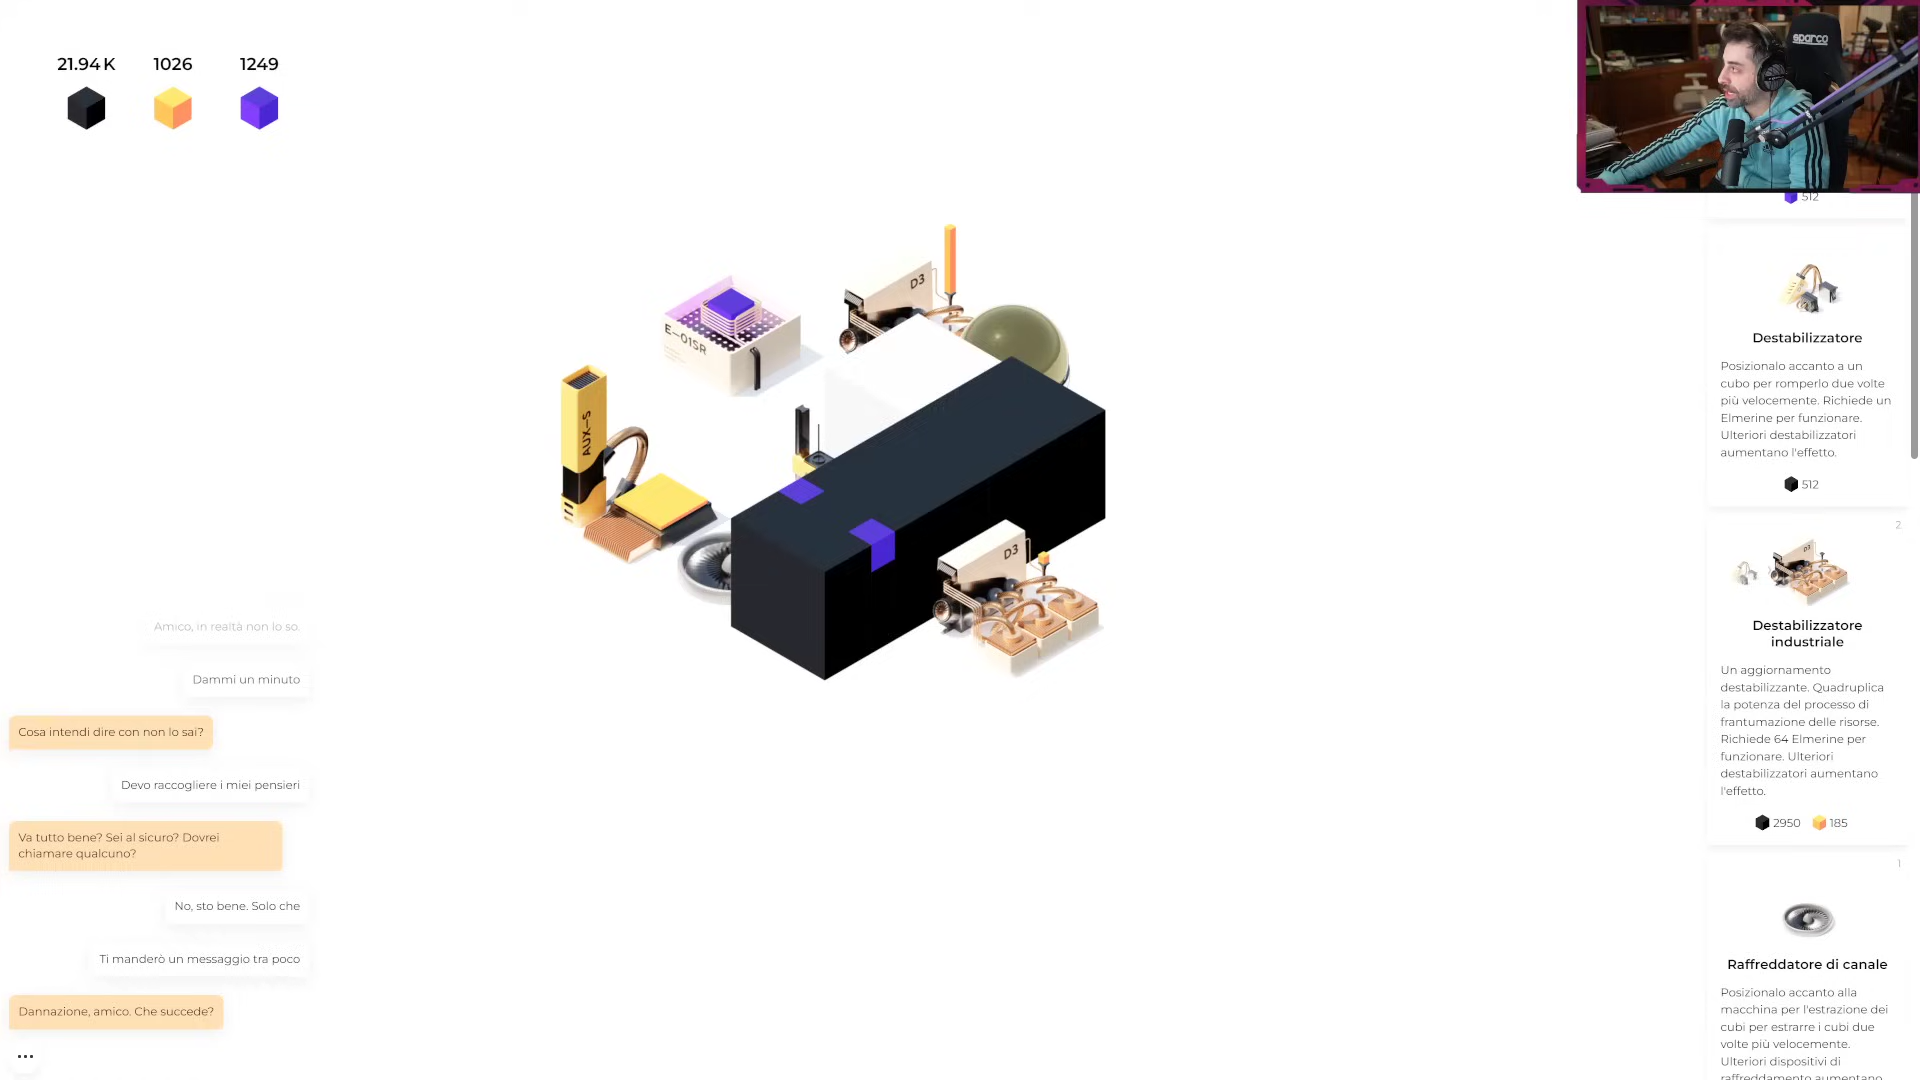 21.94 K
1026
1249
sparco
512
D3
E-01SR
AUX-S
D3
Amico, in realtà non lo so.
Dammi un minuto
Cosa intendi dire con non lo sai?
Devo raccogliere i miei pensieri
Va tutto bene? Sei al sicuro? Dovrei
chiamare qualcuno?
No, sto bene. Solo che
Ti manderò un messaggio tra poco
Dannazione, amico. Che succede?
...
Destabilizzatore
Posizionalo accanto a un
cubo per romperlo due volte
più velocemente. Richiede un
Elmerine per funzionare.
Ulteriori destabilizzatori
aumentano l'effetto.
512
2
D3
Destabilizzatore
industriale
Un aggiornamento
destabilizzante. Quadruplica
la potenza del processo di
frantumazione delle risorse.
Richiede 64 Elmerine per
funzionare. Ulteriori
destabilizzatori aumentano
l'effetto.
2950 185
1
Raffreddatore di canale
Posizionalo accanto alla
macchina per l'estrazione dei
cubi per estrarre i cubi due
volte più velocemente.
Ulteriori dispositivi di
raffreddamento aumentano